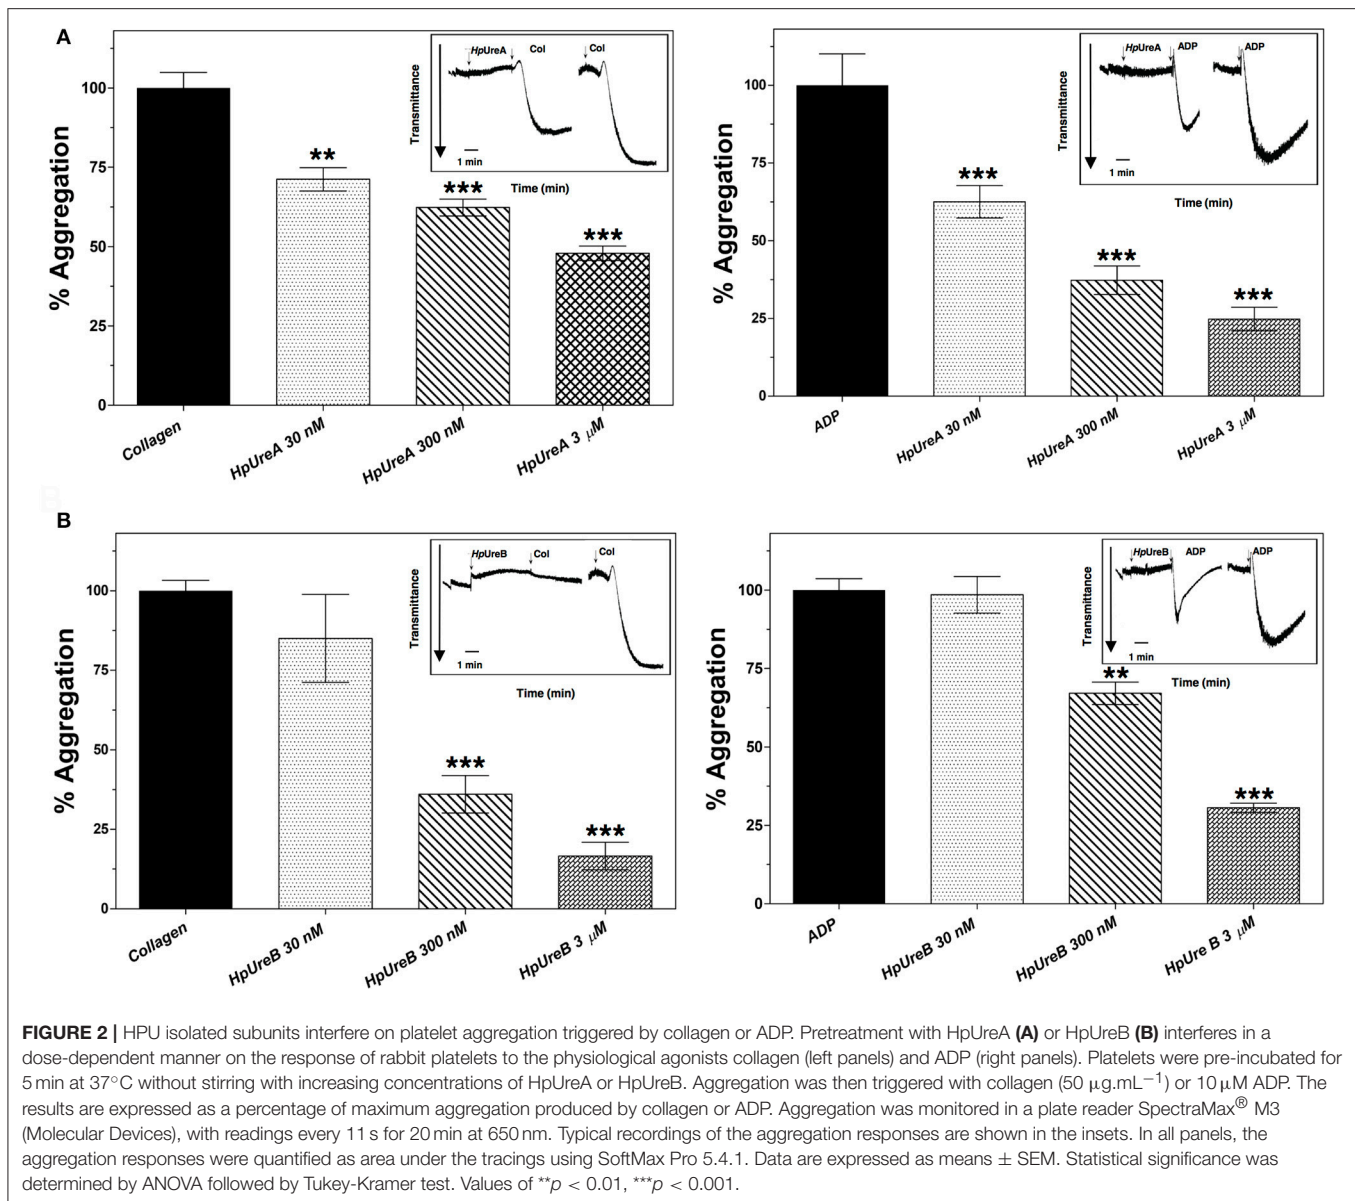 A
% Aggregation
100
75
50
25
0
**
***
***
Collagen
HpUreA 30 nM
HpUreA 300 nM
HpUreA 3 μM
Transmittance
HpUreA
Col
Col
1 min
Time (min)
% Aggregation
100
75
50
25
0
***
***
***
ADP
HpUreA 30 nM
HpUreA 300 nM
HpUreA 3 μM
Transmittance
HpUreA
ADP
ADP
1 min
Time (min)
B
B
% Aggregation
100
75
50
25
0
***
***
Collagen
HpUreB 30 nM
HpUreB 300 nM
HpUreB 3 μM
Transmittance
HpUreB
Col
Col
1 min
Time (min)
% Aggregation
100
75
50
25
0
**
***
ADP
HpUreB 30 nM
HpUreB 300 nM
HpUre B 3 μM
Transmittance
HpUreB
ADP
ADP
1 min
Time (min)
FIGURE 2 | HPU isolated subunits interfere on platelet aggregation triggered by collagen or ADP. Pretreatment with HpUreA (A) or HpUreB (B) interferes in a
dose-dependent manner on the response of rabbit platelets to the physiological agonists collagen (left panels) and ADP (right panels). Platelets were pre-incubated for
5 min at 37°C without stirring with increasing concentrations of HpUreA or HpUreB. Aggregation was then triggered with collagen (50 μg.mL⁻¹) or 10 μM ADP. The
results are expressed as a percentage of maximum aggregation produced by collagen or ADP. Aggregation was monitored in a plate reader SpectraMax® M3
(Molecular Devices), with readings every 11 s for 20 min at 650 nm. Typical recordings of the aggregation responses are shown in the insets. In all panels, the
aggregation responses were quantified as area under the tracings using SoftMax Pro 5.4.1. Data are expressed as means ± SEM. Statistical significance was
determined by ANOVA followed by Tukey-Kramer test. Values of **p < 0.01, ***p < 0.001.